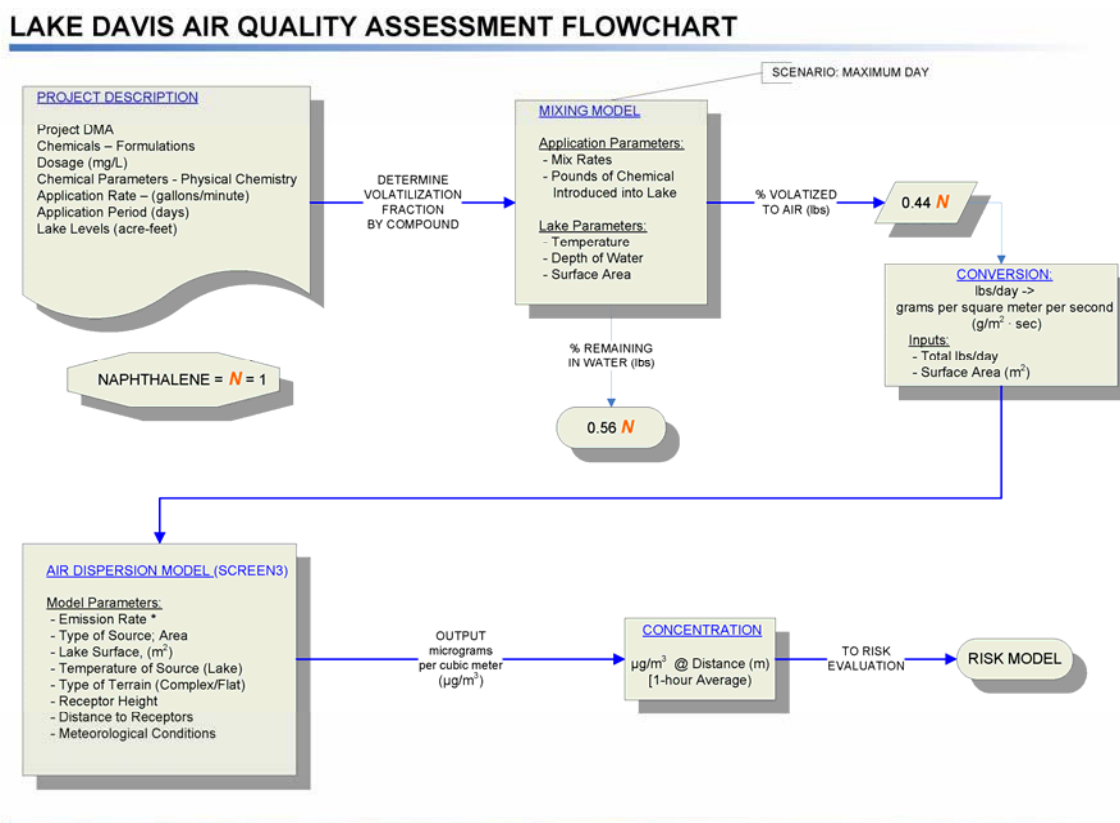 LAKE DAVIS AIR QUALITY ASSESSMENT FLOWCHART
SCENARIO: MAXIMUM DAY
PROJECT DESCRIPTION
Project DMA
Chemicals – Formulations
Dosage (mg/L)
Chemical Parameters - Physical Chemistry
Application Rate – (gallons/minute)
Application Period (days)
Lake Levels (acre-feet)
DETERMINE
VOLATILIZATION
FRACTION
BY COMPOUND
MIXING MODEL
Application Parameters:
- Mix Rates
- Pounds of Chemical
Introduced into Lake
Lake Parameters:
- Temperature
- Depth of Water
- Surface Area
% VOLATIZED
TO AIR (lbs)
0.44 N
CONVERSION:
lbs/day ->
grams per square meter per second
(g/m² · sec)
Inputs:
- Total lbs/day
- Surface Area (m²)
% REMAINING
IN WATER (lbs)
0.56 N
NAPHTHALENE = N = 1
AIR DISPERSION MODEL (SCREEN3)
Model Parameters:
- Emission Rate *
- Type of Source; Area
- Lake Surface, (m²)
- Temperature of Source (Lake)
- Type of Terrain (Complex/Flat)
- Receptor Height
- Distance to Receptors
- Meteorological Conditions
OUTPUT
micrograms
per cubic meter
(µg/m³)
CONCENTRATION
µg/m³ @ Distance (m)
[1-hour Average)
TO RISK
EVALUATION
RISK MODEL